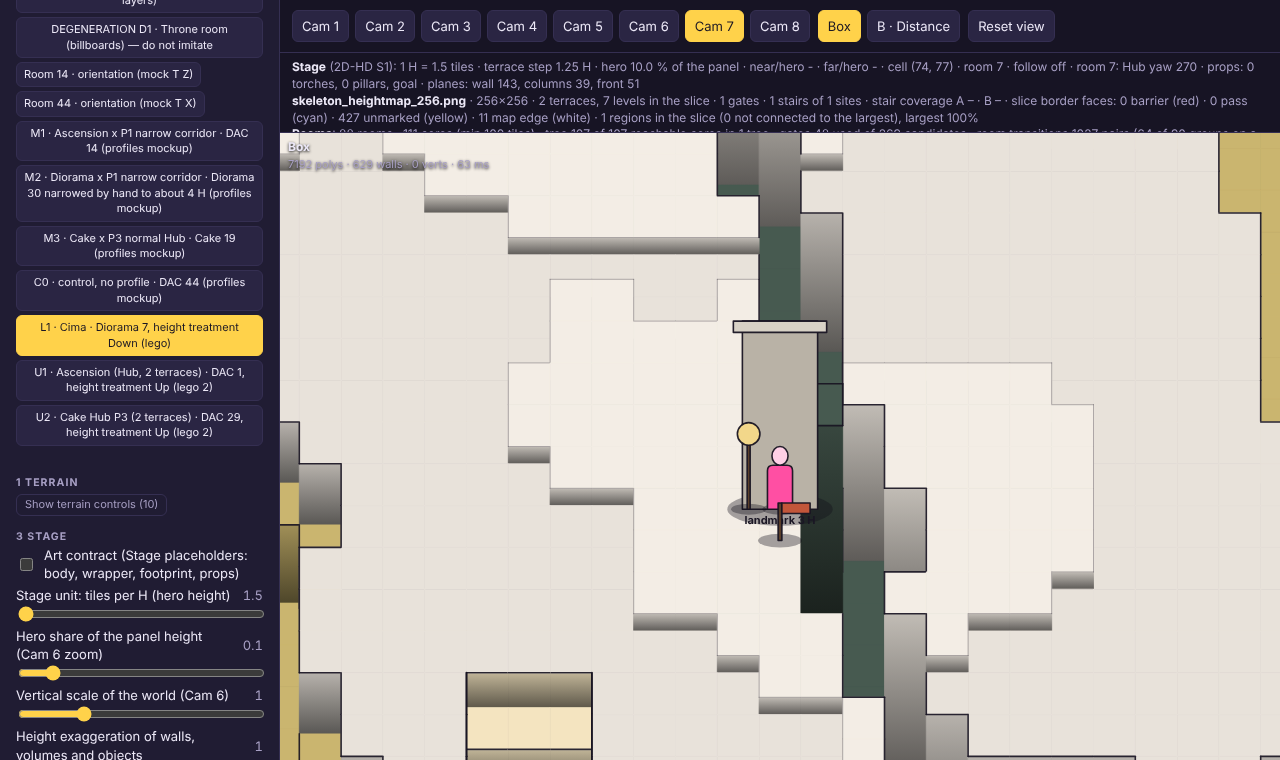 layers)
DEGENERATION D1 · Throne room
(billboards) — do not imitate
Room 14 · orientation (mock T Z)
Room 44 · orientation (mock T X)
M1 · Ascension x P1 narrow corridor · DAC
14 (profiles mockup)
M2 · Diorama x P1 narrow corridor · Diorama
30 narrowed by hand to about 4 H (profiles
mockup)
M3 · Cake x P3 normal Hub · Cake 19
(profiles mockup)
C0 · control, no profile · DAC 44 (profiles
mockup)
L1 · Cima · Diorama 7, height treatment
Down (lego)
U1 · Ascension (Hub, 2 terraces) · DAC 1,
height treatment Up (lego 2)
U2 · Cake Hub P3 (2 terraces) · DAC 29,
height treatment Up (lego 2)
1 TERRAIN
Show terrain controls (10)
3 STAGE
Art contract (Stage placeholders:
body, wrapper, footprint, props)
Stage unit: tiles per H (hero height) 1.5
Hero share of the panel height
(Cam 6 zoom) 0.1
Vertical scale of the world (Cam 6) 1
Height exaggeration of walls,
volumes and objects 1
Cam 1 Cam 2 Cam 3 Cam 4 Cam 5 Cam 6 Cam 7 Cam 8 Box B · Distance Reset view
Stage (2D-HD S1): 1 H = 1.5 tiles · terrace step 1.25 H · hero 10.0 % of the panel · near/hero - · far/hero - · cell (74, 77) · room 7 · follow off · room 7: Hub yaw 270 · props: 0
torches, 0 pillars, goal · planes: wall 143, columns 39, front 51
skeleton_heightmap_256.png · 256×256 · 2 terraces, 7 levels in the slice · 1 gates · 1 stairs of 1 sites · stair coverage A – · B – · slice border faces: 0 barrier (red) · 0 pass
(cyan) · 427 unmarked (yellow) · 11 map edge (white) · 1 regions in the slice (0 not connected to the largest), largest 100%
Box
7192 polys · 629 walls · 0 verts · 63 ms
landmark 3 H